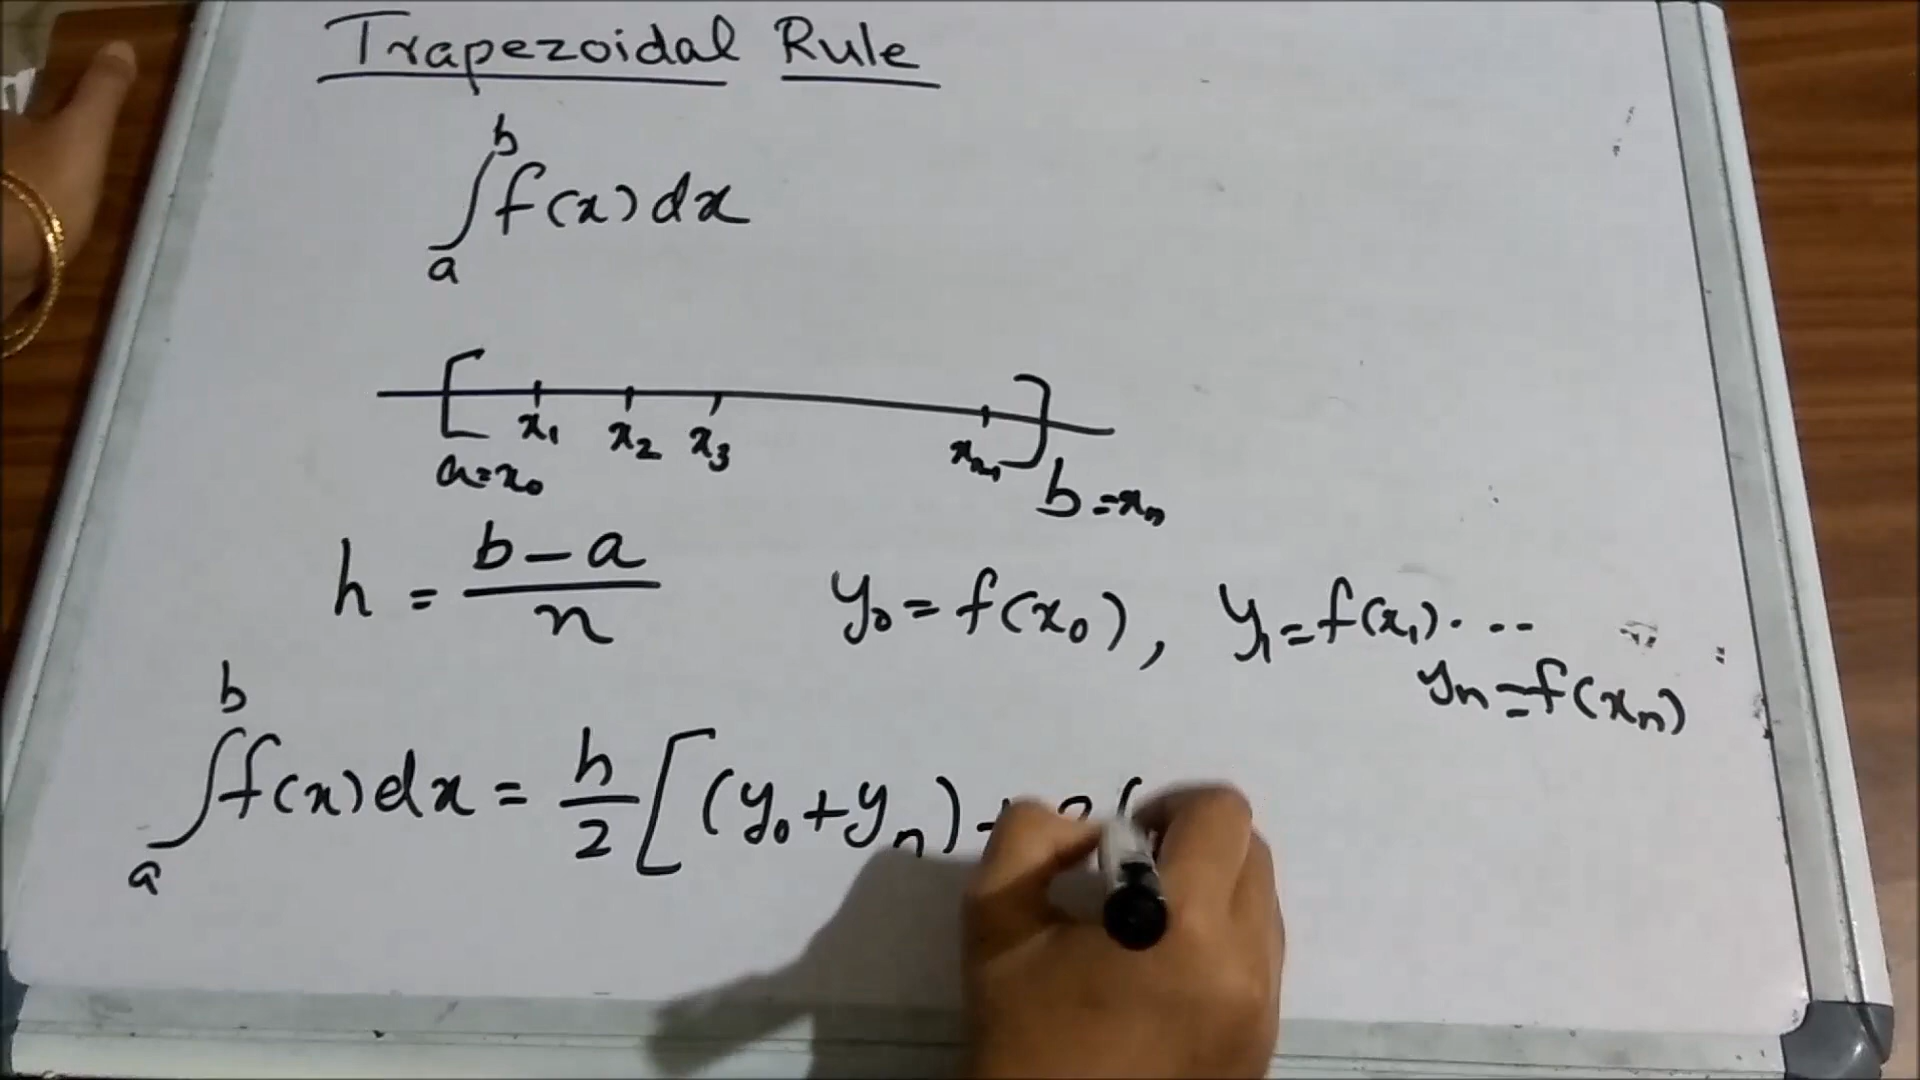 Trapezoidal Rule
∫ₐᵇ f(x) dx
x₁ x₂ x₃ xₙ₋₁
a=x₀ b=xₙ
h = (b-a)/n y₀ = f(x₀), y₁ = f(x₁)....
yₙ = f(xₙ)
∫ₐᵇ f(x) dx = h/2 [(y₀+yₙ) + 2(